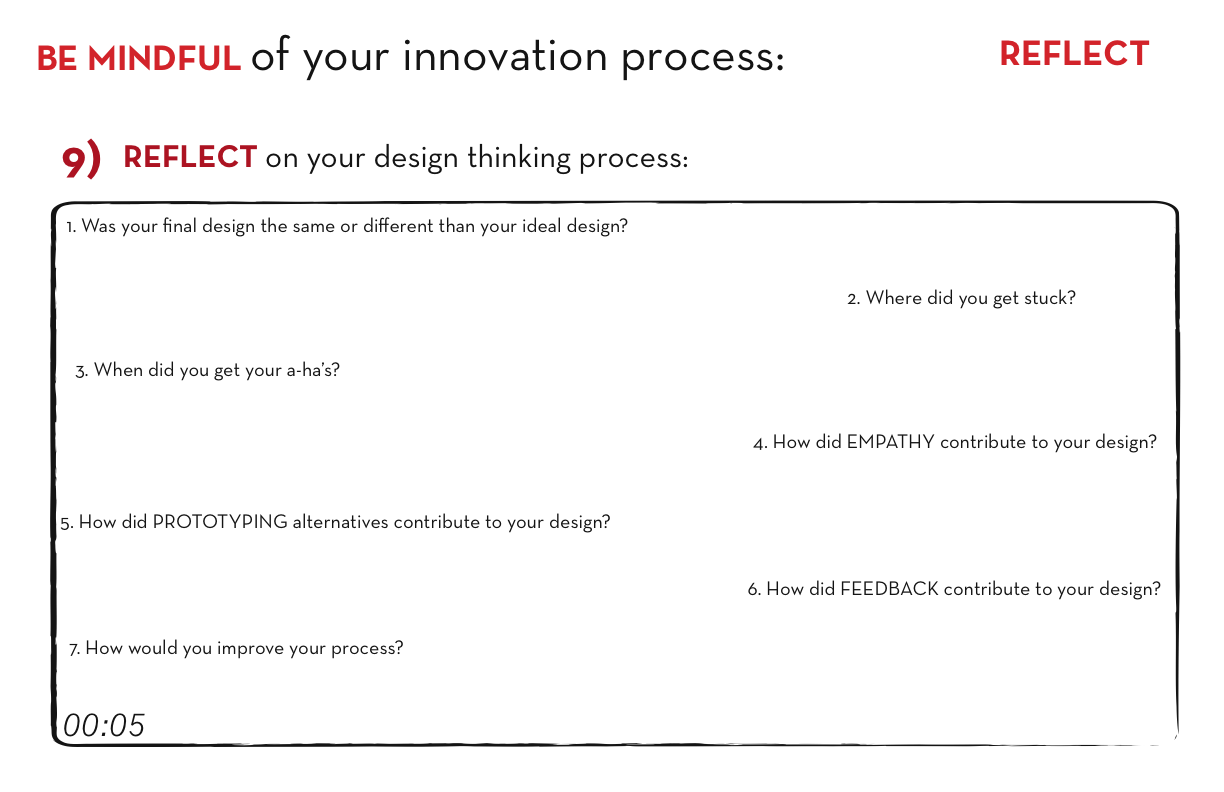 BE MINDFUL of your innovation process:
REFLECT
9) REFLECT on your design thinking process:
1. Was your final design the same or different than your ideal design?
2. Where did you get stuck?
3. When did you get your a-ha's?
4. How did EMPATHY contribute to your design?
5. How did PROTOTYPING alternatives contribute to your design?
6. How did FEEDBACK contribute to your design?
7. How would you improve your process?
00:05